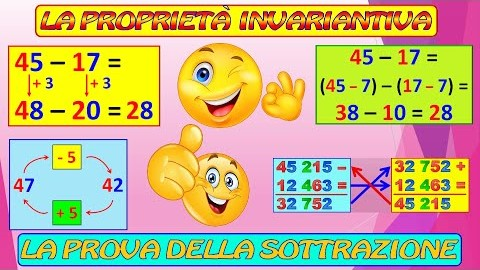 LA PROPRIETÀ INVARIANTIVA
45 – 17 =
+ 3 + 3
48 – 20 = 28
45 – 17 =
(45 – 7) – (17 – 7) =
38 – 10 = 28
- 5
47 42
+ 5
45 215 –
12 463 =
32 752
32 752 +
12 463 =
45 215
LA PROVA DELLA SOTTRAZIONE